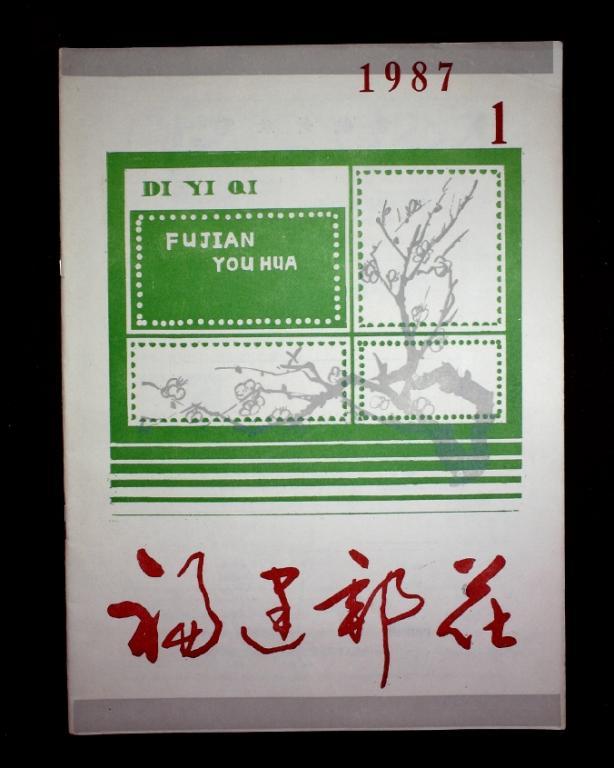 1987
1
DI YI QI
FUJIAN
YOU HUA
福建邮花